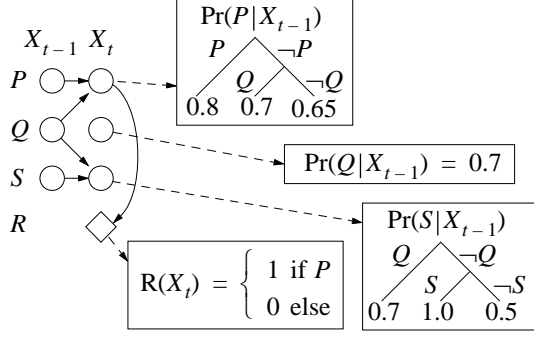 X_{t−1} X_t
P
Q
S
R
Pr(P|X_{t−1})
P ¬P
Q ¬Q
0.8 0.7 0.65
Pr(Q|X_{t−1}) = 0.7
Pr(S|X_{t−1})
Q ¬Q
S ¬S
0.7 1.0 0.5
R(X_t) = { 1 if P
0 else